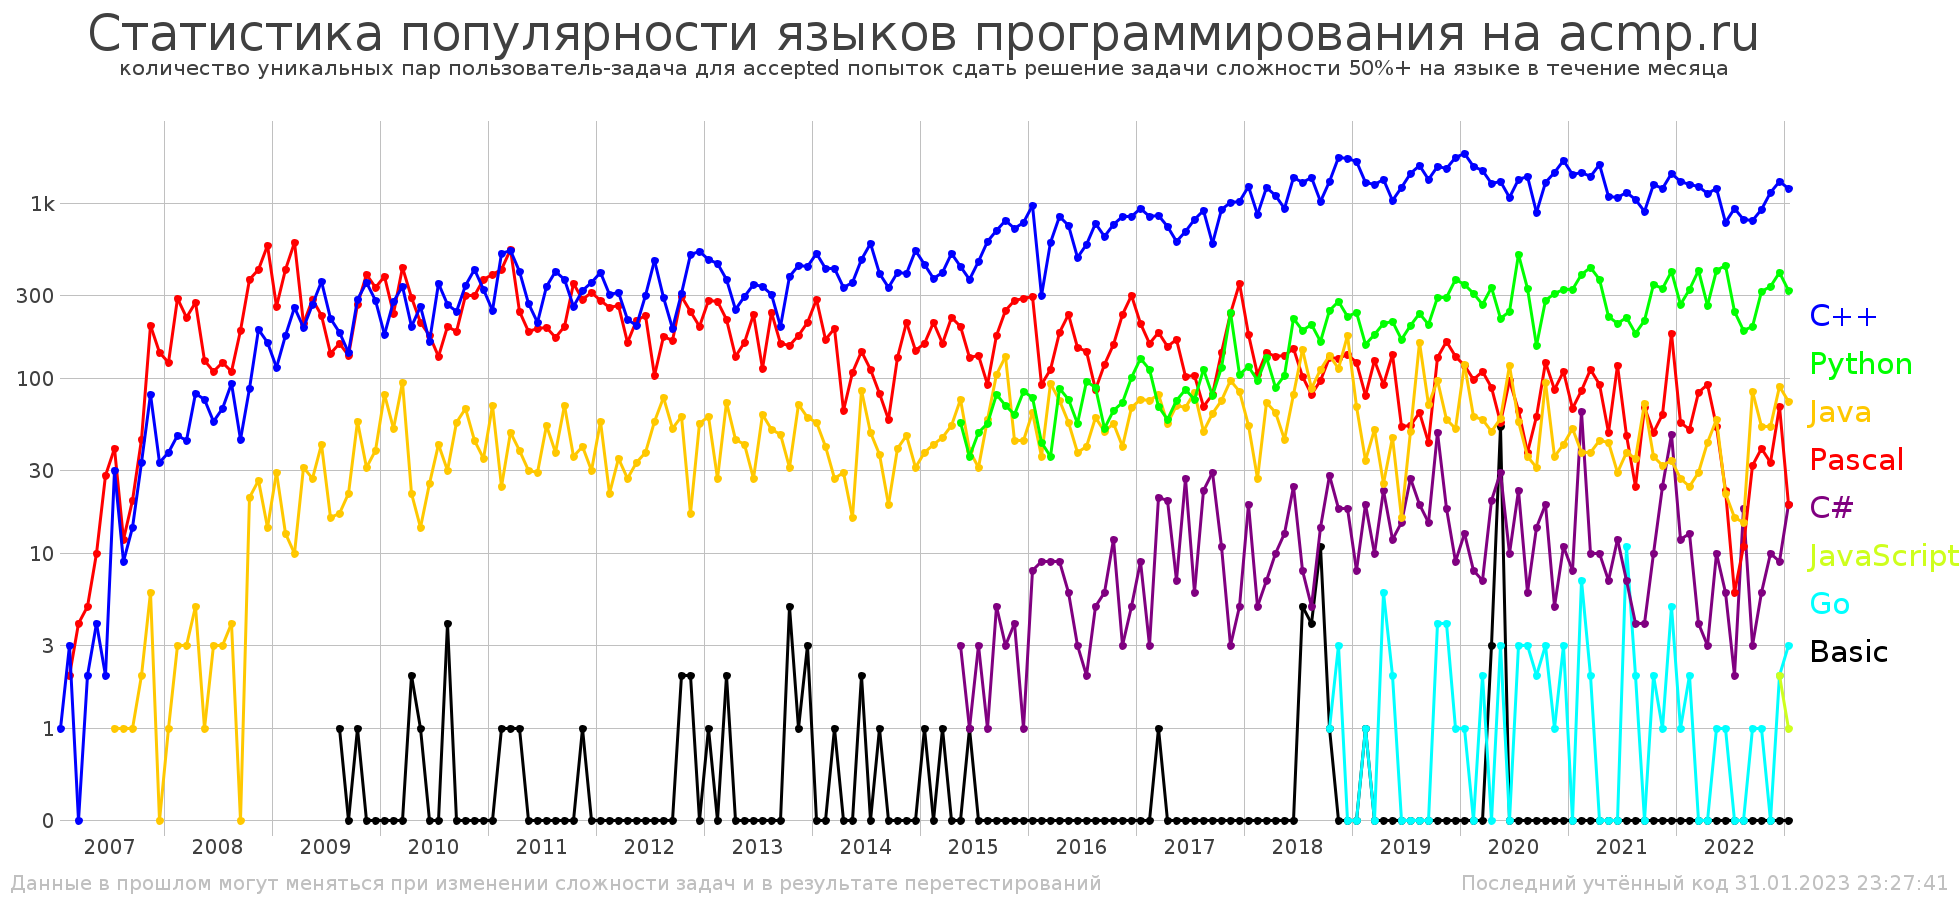 Статистика популярности языков программирования на acmp.ru
количество уникальных пар пользователь-задача для accepted попыток сдать решение задачи сложности 50%+ на языке в течение месяца
1k
300
100
30
10
3
1
0
C++
Python
Java
Pascal
C#
JavaScript
Go
Basic
2007 2008 2009 2010 2011 2012 2013 2014 2015 2016 2017 2018 2019 2020 2021 2022
Данные в прошлом могут меняться при изменении сложности задач и в результате перетестирований
Последний учтённый код 31.01.2023 23:27:41